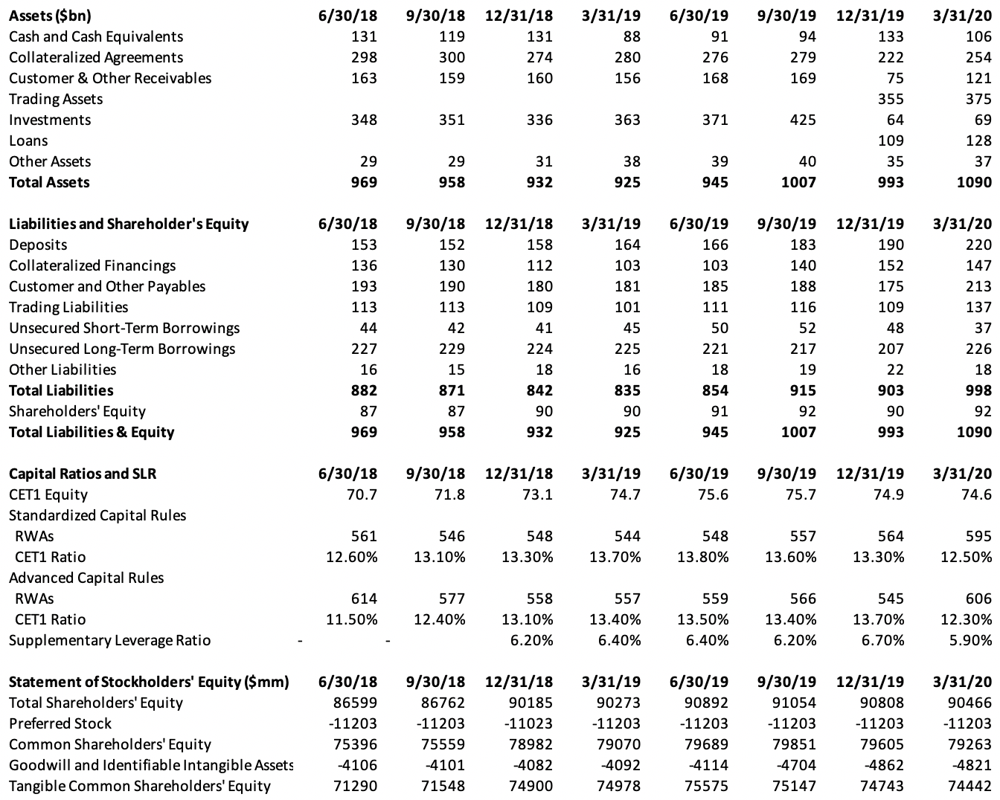 Assets ($bn) 6/30/18 9/30/18 12/31/18 3/31/19 6/30/19 9/30/19 12/31/19 3/31/20
Cash and Cash Equivalents 131 119 131 88 91 94 133 106
Collateralized Agreements 298 300 274 280 276 279 222 254
Customer & Other Receivables 163 159 160 156 168 169 75 121
Trading Assets 355 375
Investments 348 351 336 363 371 425 64 69
Loans 109 128
Other Assets 29 29 31 38 39 40 35 37
Total Assets 969 958 932 925 945 1007 993 1090
Liabilities and Shareholder's Equity 6/30/18 9/30/18 12/31/18 3/31/19 6/30/19 9/30/19 12/31/19 3/31/20
Deposits 153 152 158 164 166 183 190 220
Collateralized Financings 136 130 112 103 103 140 152 147
Customer and Other Payables 193 190 180 181 185 188 175 213
Trading Liabilities 113 113 109 101 111 116 109 137
Unsecured Short-Term Borrowings 44 42 41 45 50 52 48 37
Unsecured Long-Term Borrowings 227 229 224 225 221 217 207 226
Other Liabilities 16 15 18 16 18 19 22 18
Total Liabilities 882 871 842 835 854 915 903 998
Shareholders' Equity 87 87 90 90 91 92 90 92
Total Liabilities & Equity 969 958 932 925 945 1007 993 1090
Capital Ratios and SLR 6/30/18 9/30/18 12/31/18 3/31/19 6/30/19 9/30/19 12/31/19 3/31/20
CET1 Equity 70.7 71.8 73.1 74.7 75.6 75.7 74.9 74.6
Standardized Capital Rules
RWAs 561 546 548 544 548 557 564 595
CET1 Ratio 12.60% 13.10% 13.30% 13.70% 13.80% 13.60% 13.30% 12.50%
Advanced Capital Rules
RWAs 614 577 558 557 559 566 545 606
CET1 Ratio 11.50% 12.40% 13.10% 13.40% 13.50% 13.40% 13.70% 12.30%
Supplementary Leverage Ratio - - 6.20% 6.40% 6.40% 6.20% 6.70% 5.90%
Statement of Stockholders' Equity ($mm) 6/30/18 9/30/18 12/31/18 3/31/19 6/30/19 9/30/19 12/31/19 3/31/20
Total Shareholders' Equity 86599 86762 90185 90273 90892 91054 90808 90466
Preferred Stock -11203 -11203 -11023 -11203 -11203 -11203 -11203 -11203
Common Shareholders' Equity 75396 75559 78982 79070 79689 79851 79605 79263
Goodwill and Identifiable Intangible Assets -4106 -4101 -4082 -4092 -4114 -4704 -4862 -4821
Tangible Common Shareholders' Equity 71290 71548 74900 74978 75575 75147 74743 74442